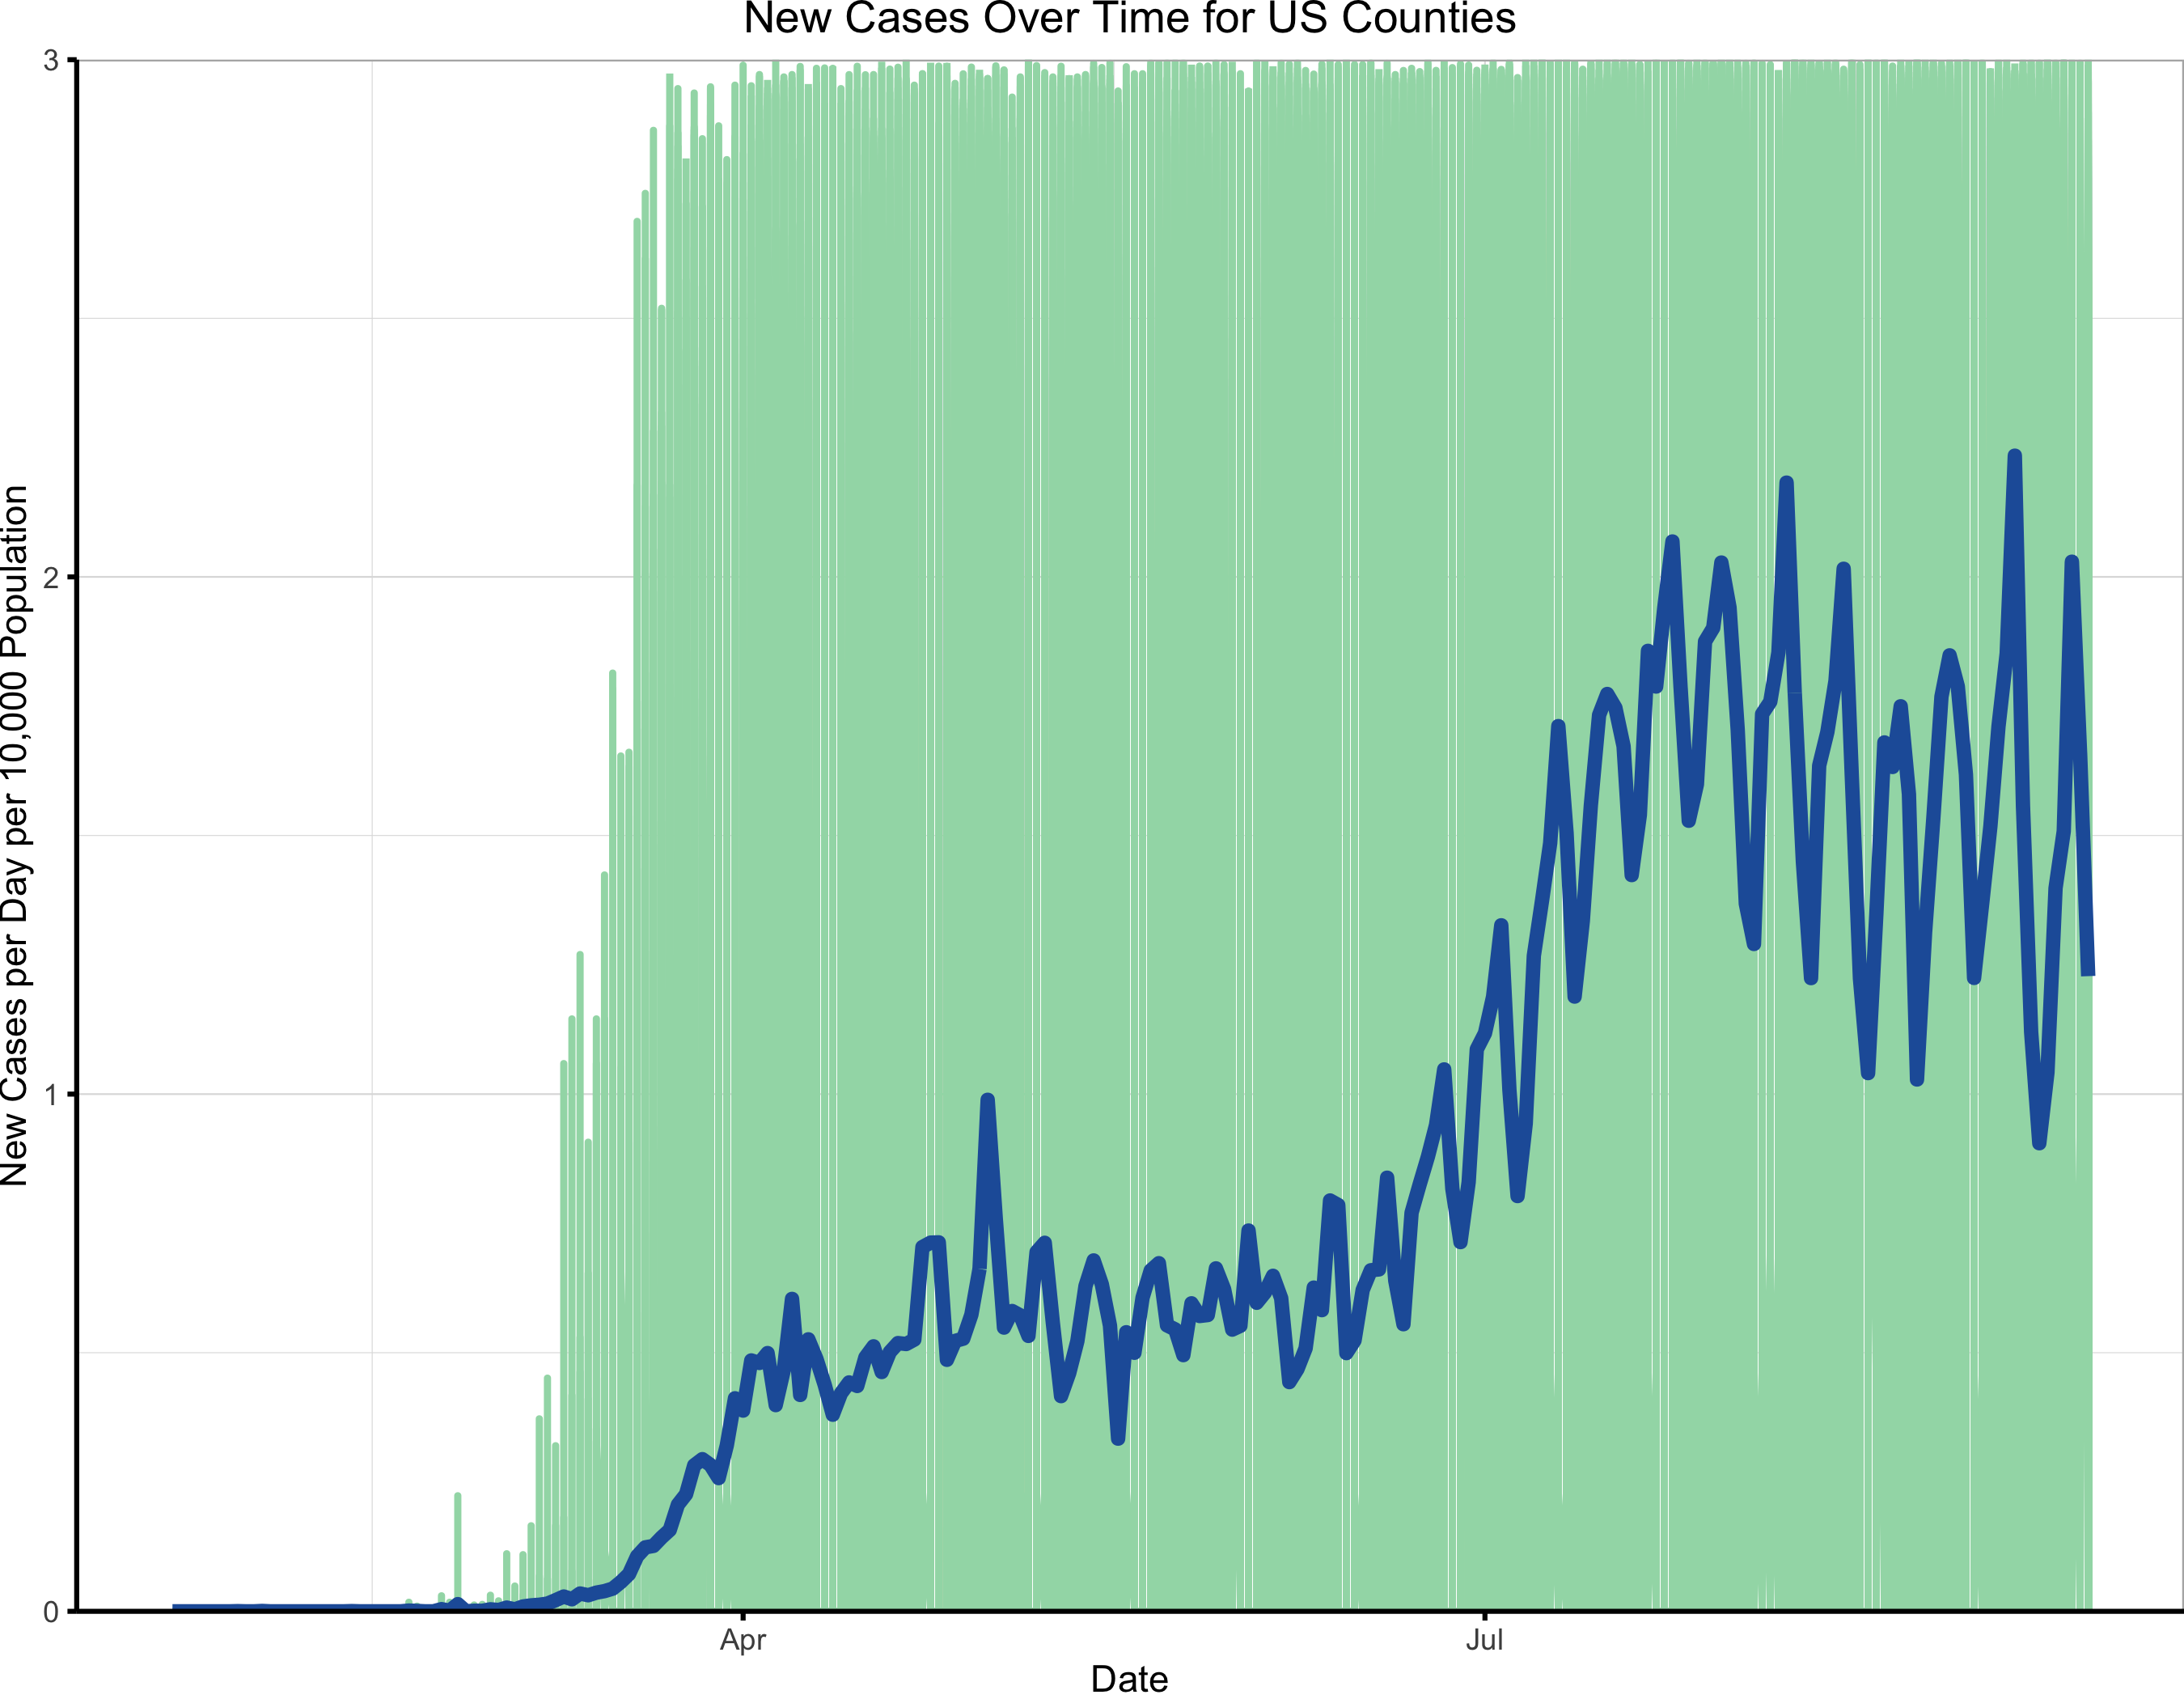 New Cases Over Time for US Counties
New Cases per Day per 10,000 Population
3
2
1
0
Apr
Jul
Date